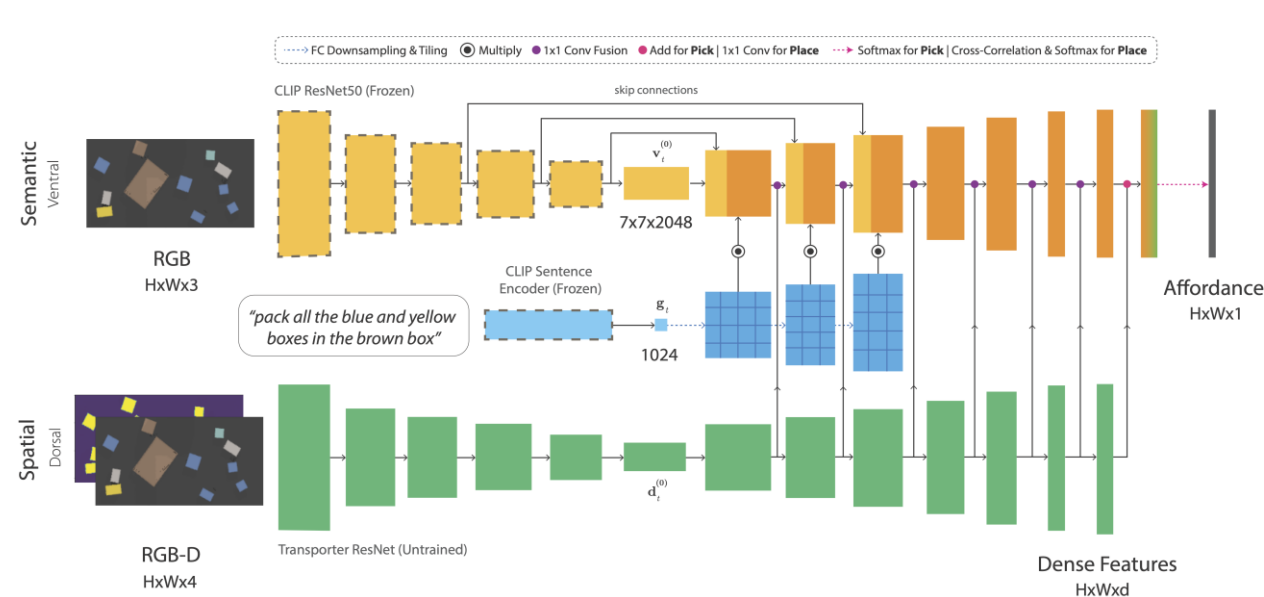 FC Downsampling & Tiling
Multiply
1x1 Conv Fusion
Add for Pick | 1x1 Conv for Place
Softmax for Pick | Cross-Correlation & Softmax for Place
CLIP ResNet50 (Frozen)
skip connections
Semantic
Ventral
v_t^(0)
7x7x2048
RGB
HxWx3
CLIP Sentence
Encoder (Frozen)
"pack all the blue and yellow
boxes in the brown box"
g_t
1024
Affordance
HxWx1
Spatial
Dorsal
d_t^(0)
RGB-D
HxWx4
Transporter ResNet (Untrained)
Dense Features
HxWxd